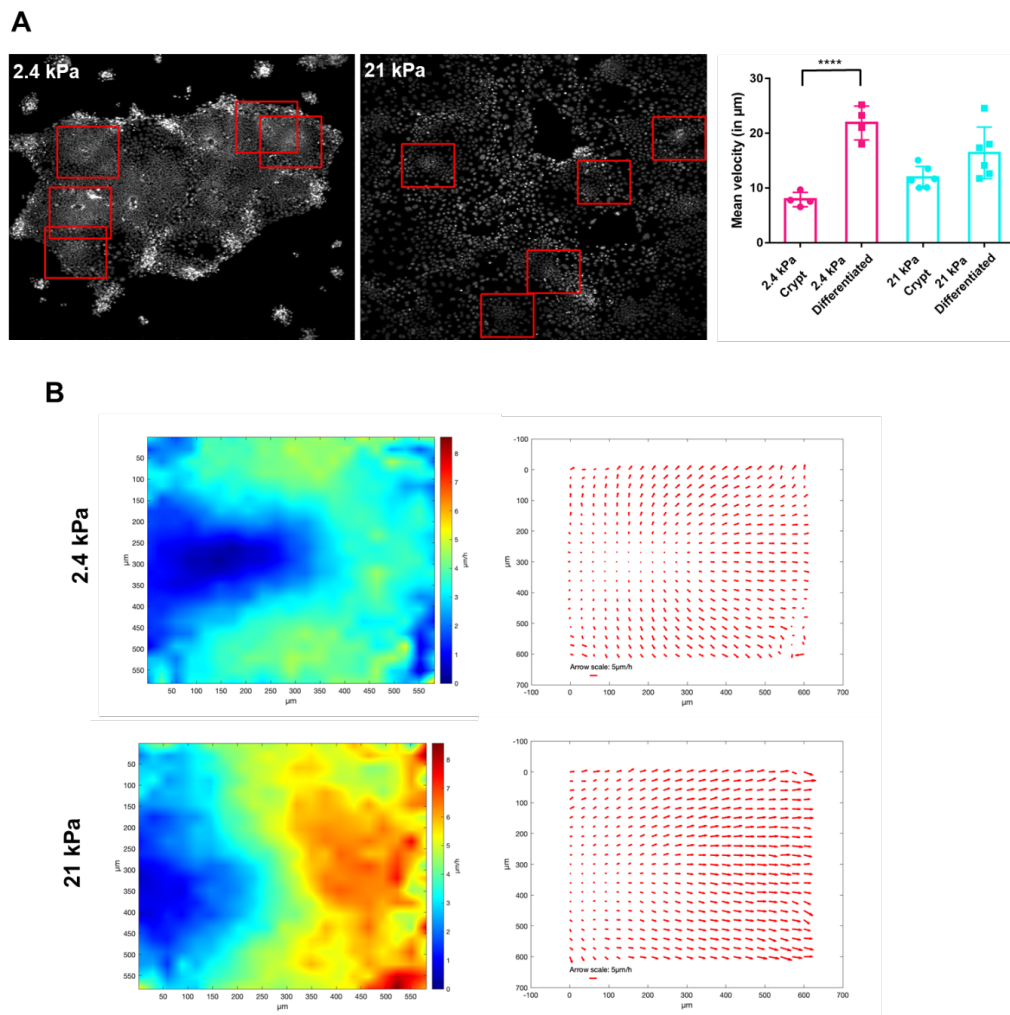 A
2.4 kPa
21 kPa
****
Mean velocity (in µm)
30
20
10
0
2.4 kPa
Crypt
2.4 kPa
Differentiated
21 kPa
Crypt
21 kPa
Differentiated
B
2.4 kPa
50
100
150
200
250
300
350
400
450
500
550
µm
50 100 150 200 250 300 350 400 450 500 550
µm
8
7
6
5
4
3
2
1
0
µm/h
-100
0
100
200
300
400
500
600
700
µm
Arrow scale: 5µm/h
-100 0 100 200 300 400 500 600 700
µm
21 kPa
50
100
150
200
250
300
350
400
450
500
550
µm
50 100 150 200 250 300 350 400 450 500 550
µm
8
7
6
5
4
3
2
1
0
µm/h
-100
0
100
200
300
400
500
600
700
µm
Arrow scale: 5µm/h
-100 0 100 200 300 400 500 600 700
µm